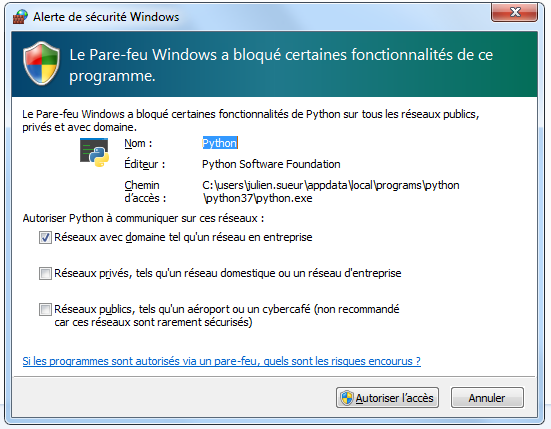 Alerte de sécurité Windows
Le Pare-feu Windows a bloqué certaines fonctionnalités de ce
programme.
Le Pare-feu Windows a bloqué certaines fonctionnalités de Python sur tous les réseaux publics,
privés et avec domaine.
Nom : Python
Éditeur : Python Software Foundation
Chemin C:\users\julien.sueur\appdata\local\programs\python
d'accès : \python37\python.exe
Autoriser Python à communiquer sur ces réseaux :
Réseaux avec domaine tel qu'un réseau en entreprise
Réseaux privés, tels qu'un réseau domestique ou un réseau d'entreprise
Réseaux publics, tels qu'un aéroport ou un cybercafé (non recommandé
car ces réseaux sont rarement sécurisés)
Si les programmes sont autorisés via un pare-feu, quels sont les risques encourus ?
Autoriser l'accès Annuler